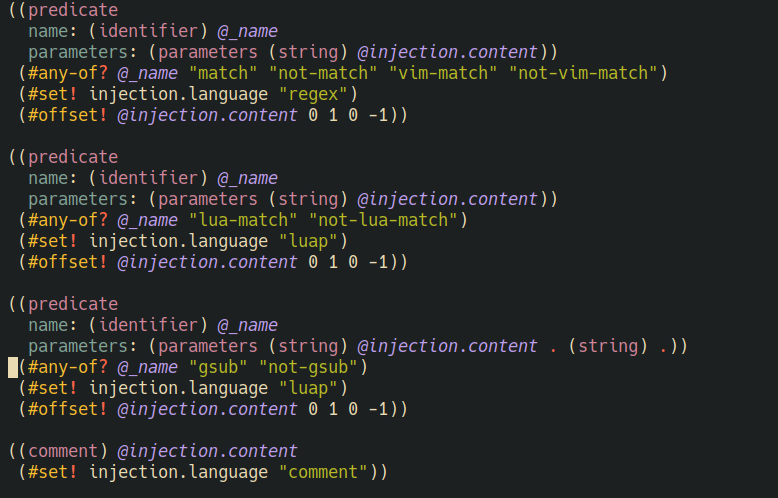 ((predicate
  name: (identifier) @_name
  parameters: (parameters (string) @injection.content))
 (#any-of? @_name "match" "not-match" "vim-match" "not-vim-match")
 (#set! injection.language "regex")
 (#offset! @injection.content 0 1 0 -1))

((predicate
  name: (identifier) @_name
  parameters: (parameters (string) @injection.content))
 (#any-of? @_name "lua-match" "not-lua-match")
 (#set! injection.language "luap")
 (#offset! @injection.content 0 1 0 -1))

((predicate
  name: (identifier) @_name
  parameters: (parameters (string) @injection.content . (string) .))
 (#any-of? @_name "gsub" "not-gsub")
 (#set! injection.language "luap")
 (#offset! @injection.content 0 1 0 -1))

((comment) @injection.content
 (#set! injection.language "comment"))